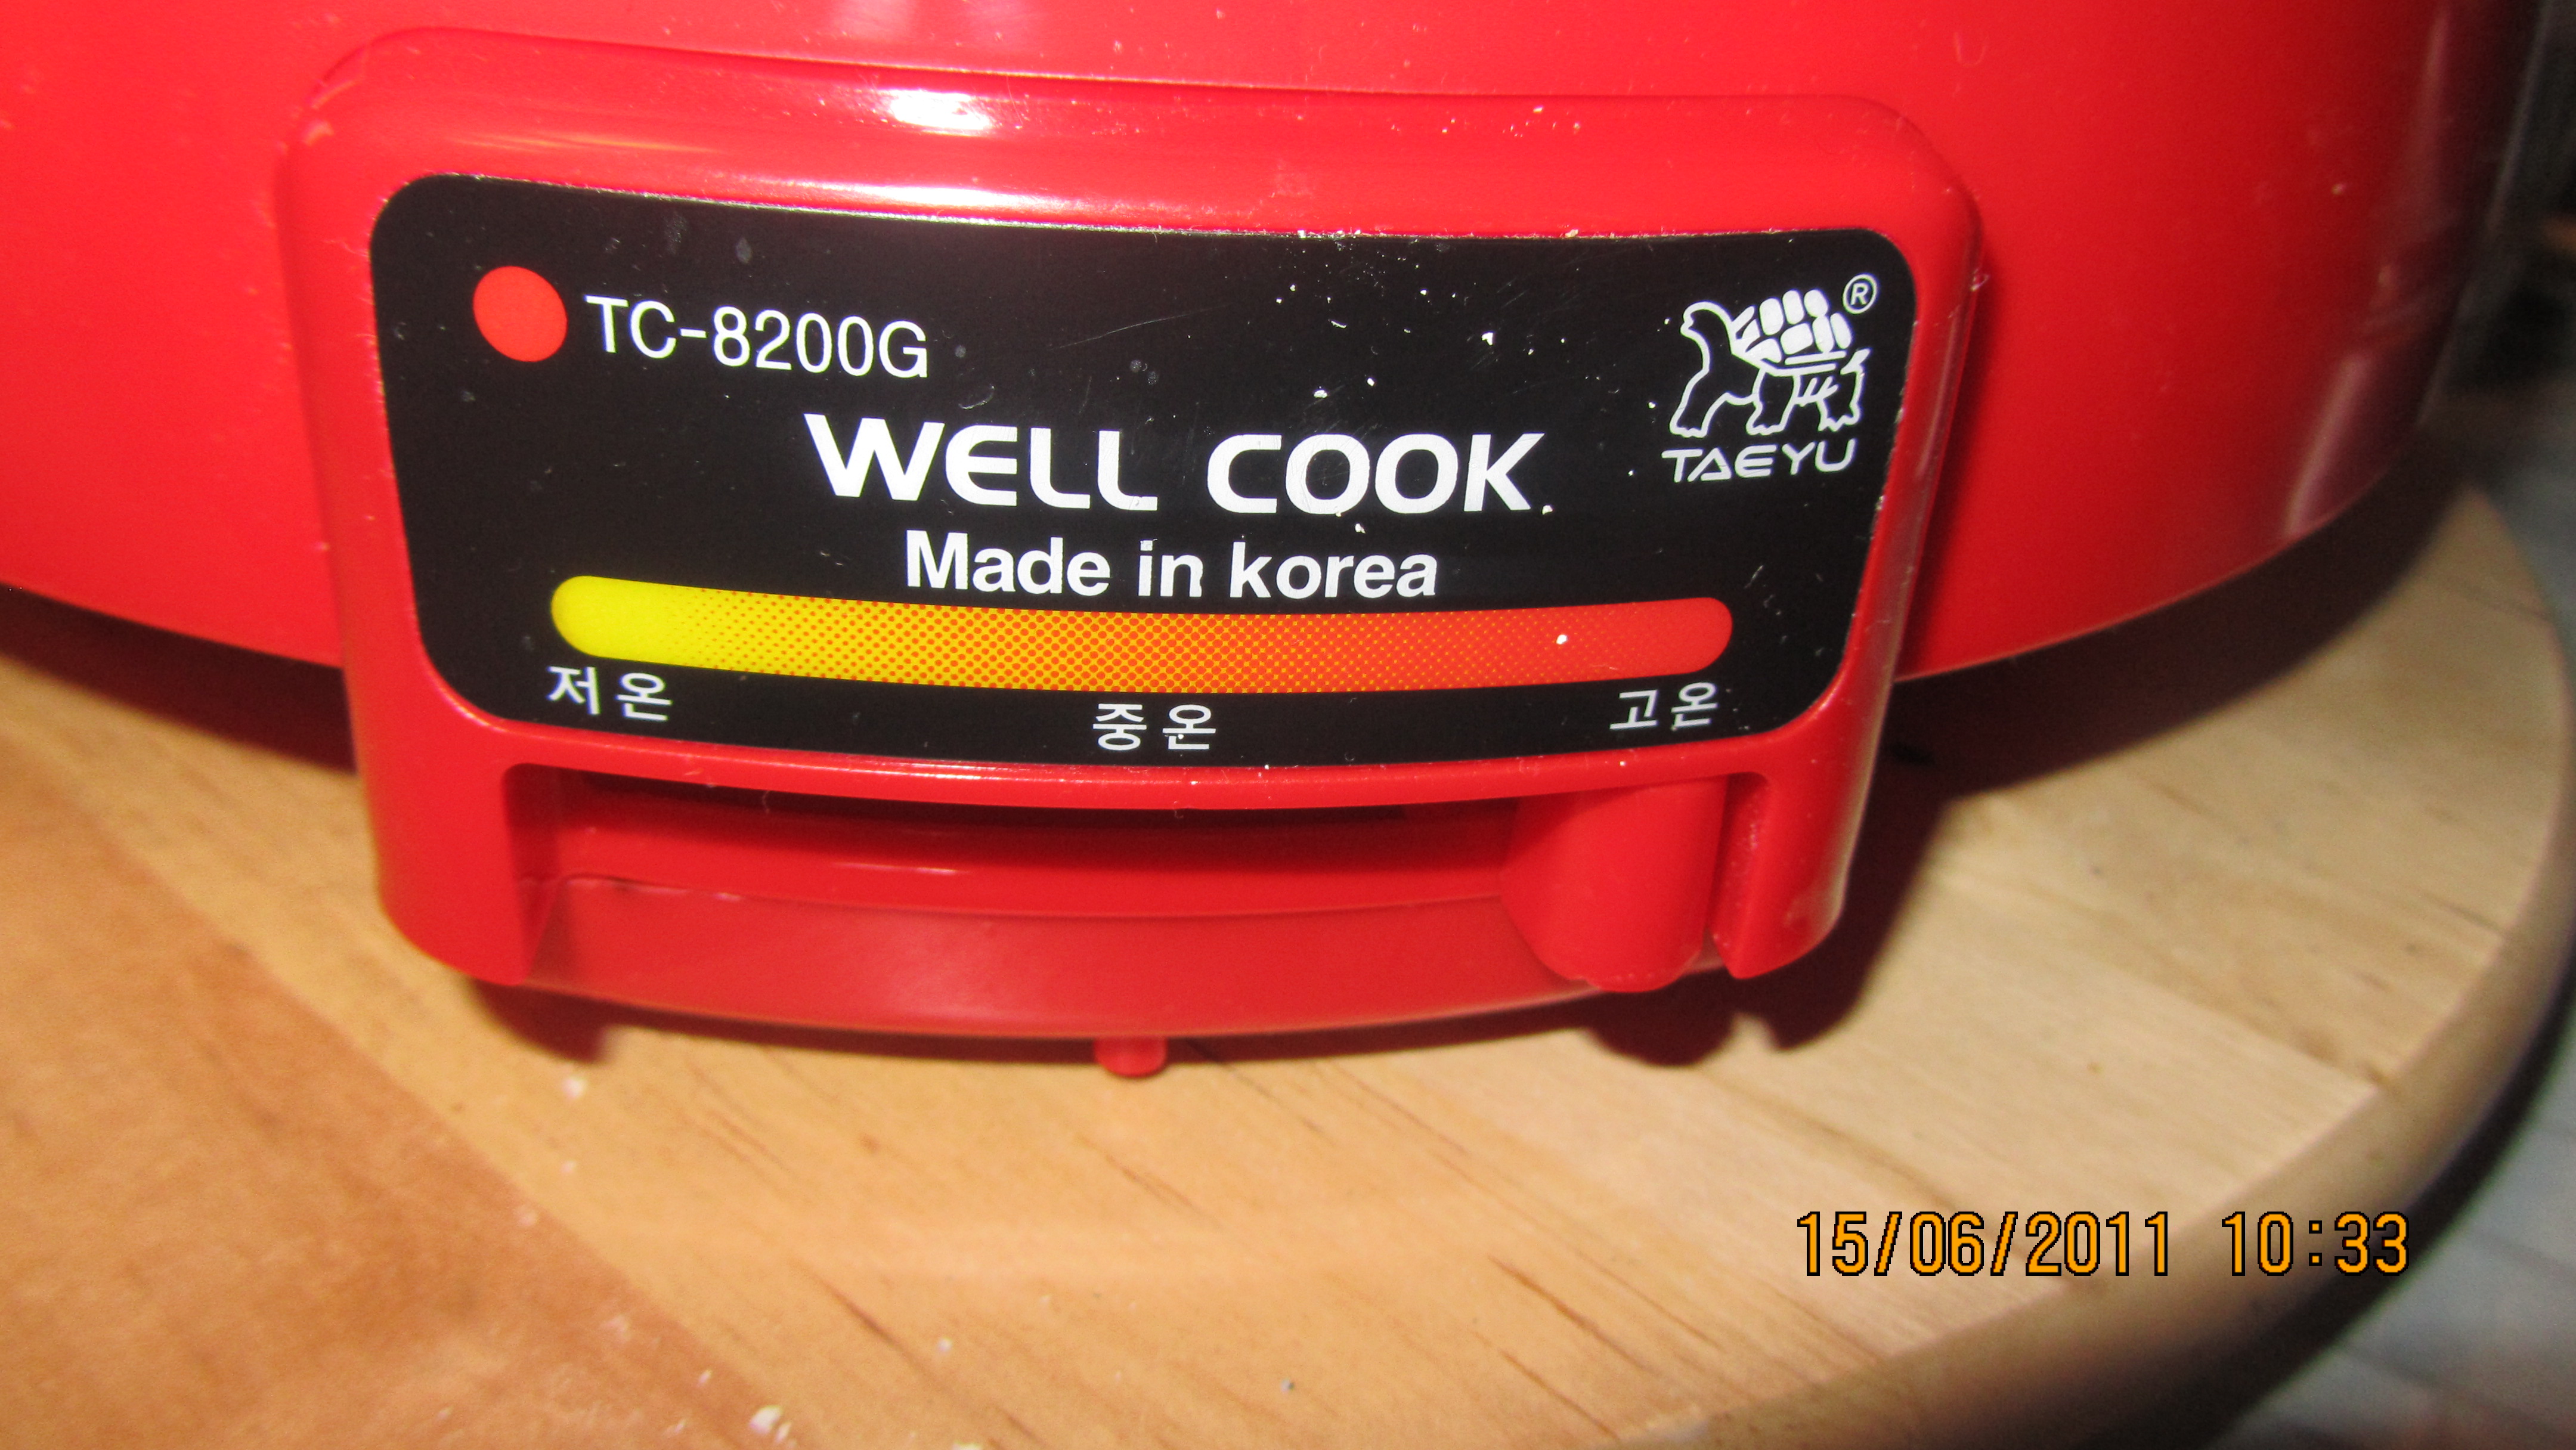 TC-8200G
®
TAEYU
WELL COOK
Made in korea
저온
중온
고온
15/06/2011 10:33